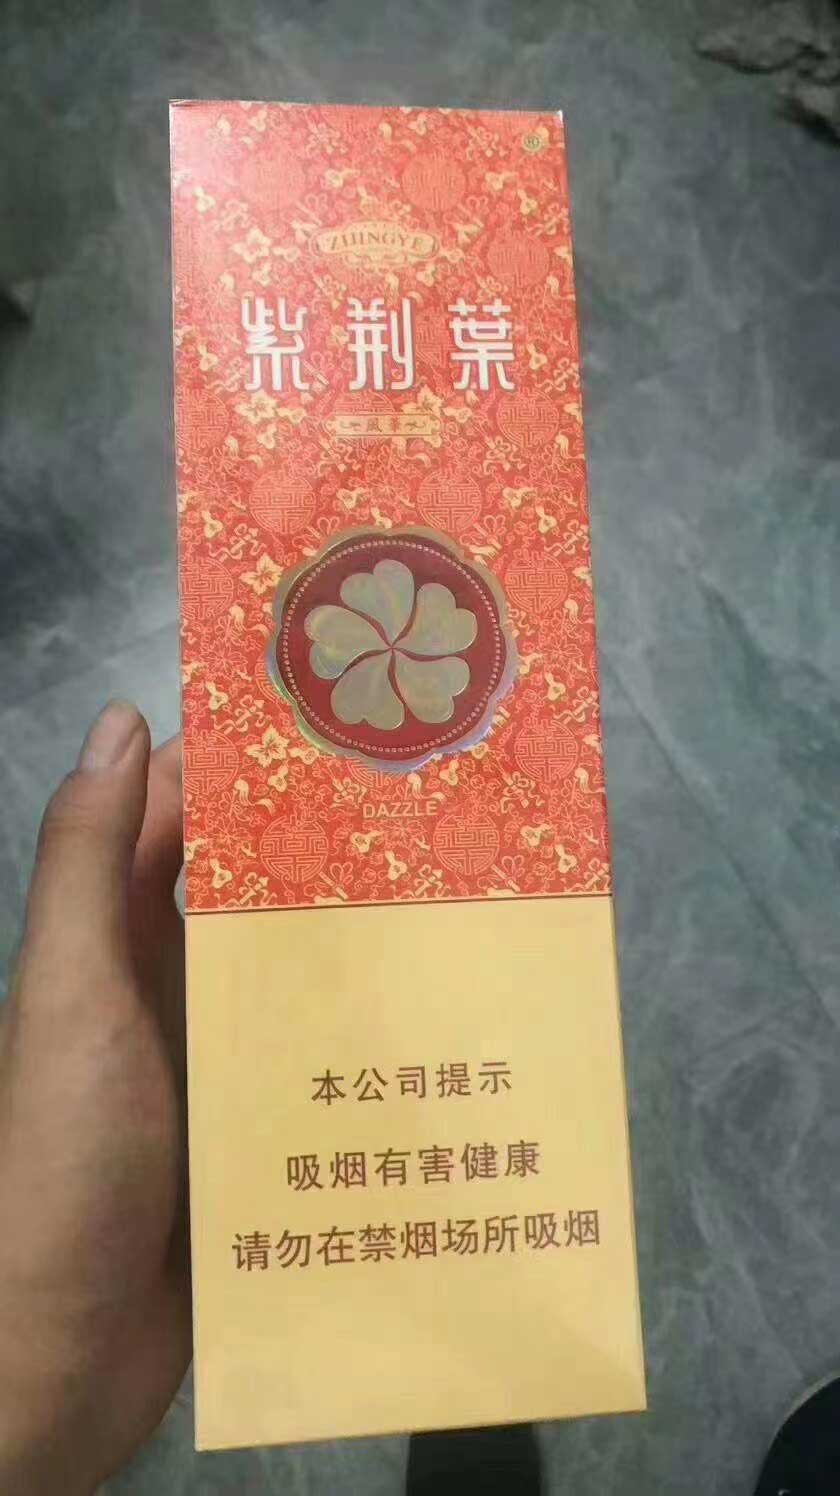 ®
ZIJINGYE
紫荆葉
風華
DAZZLE
本公司提示
吸烟有害健康
请勿在禁烟场所吸烟